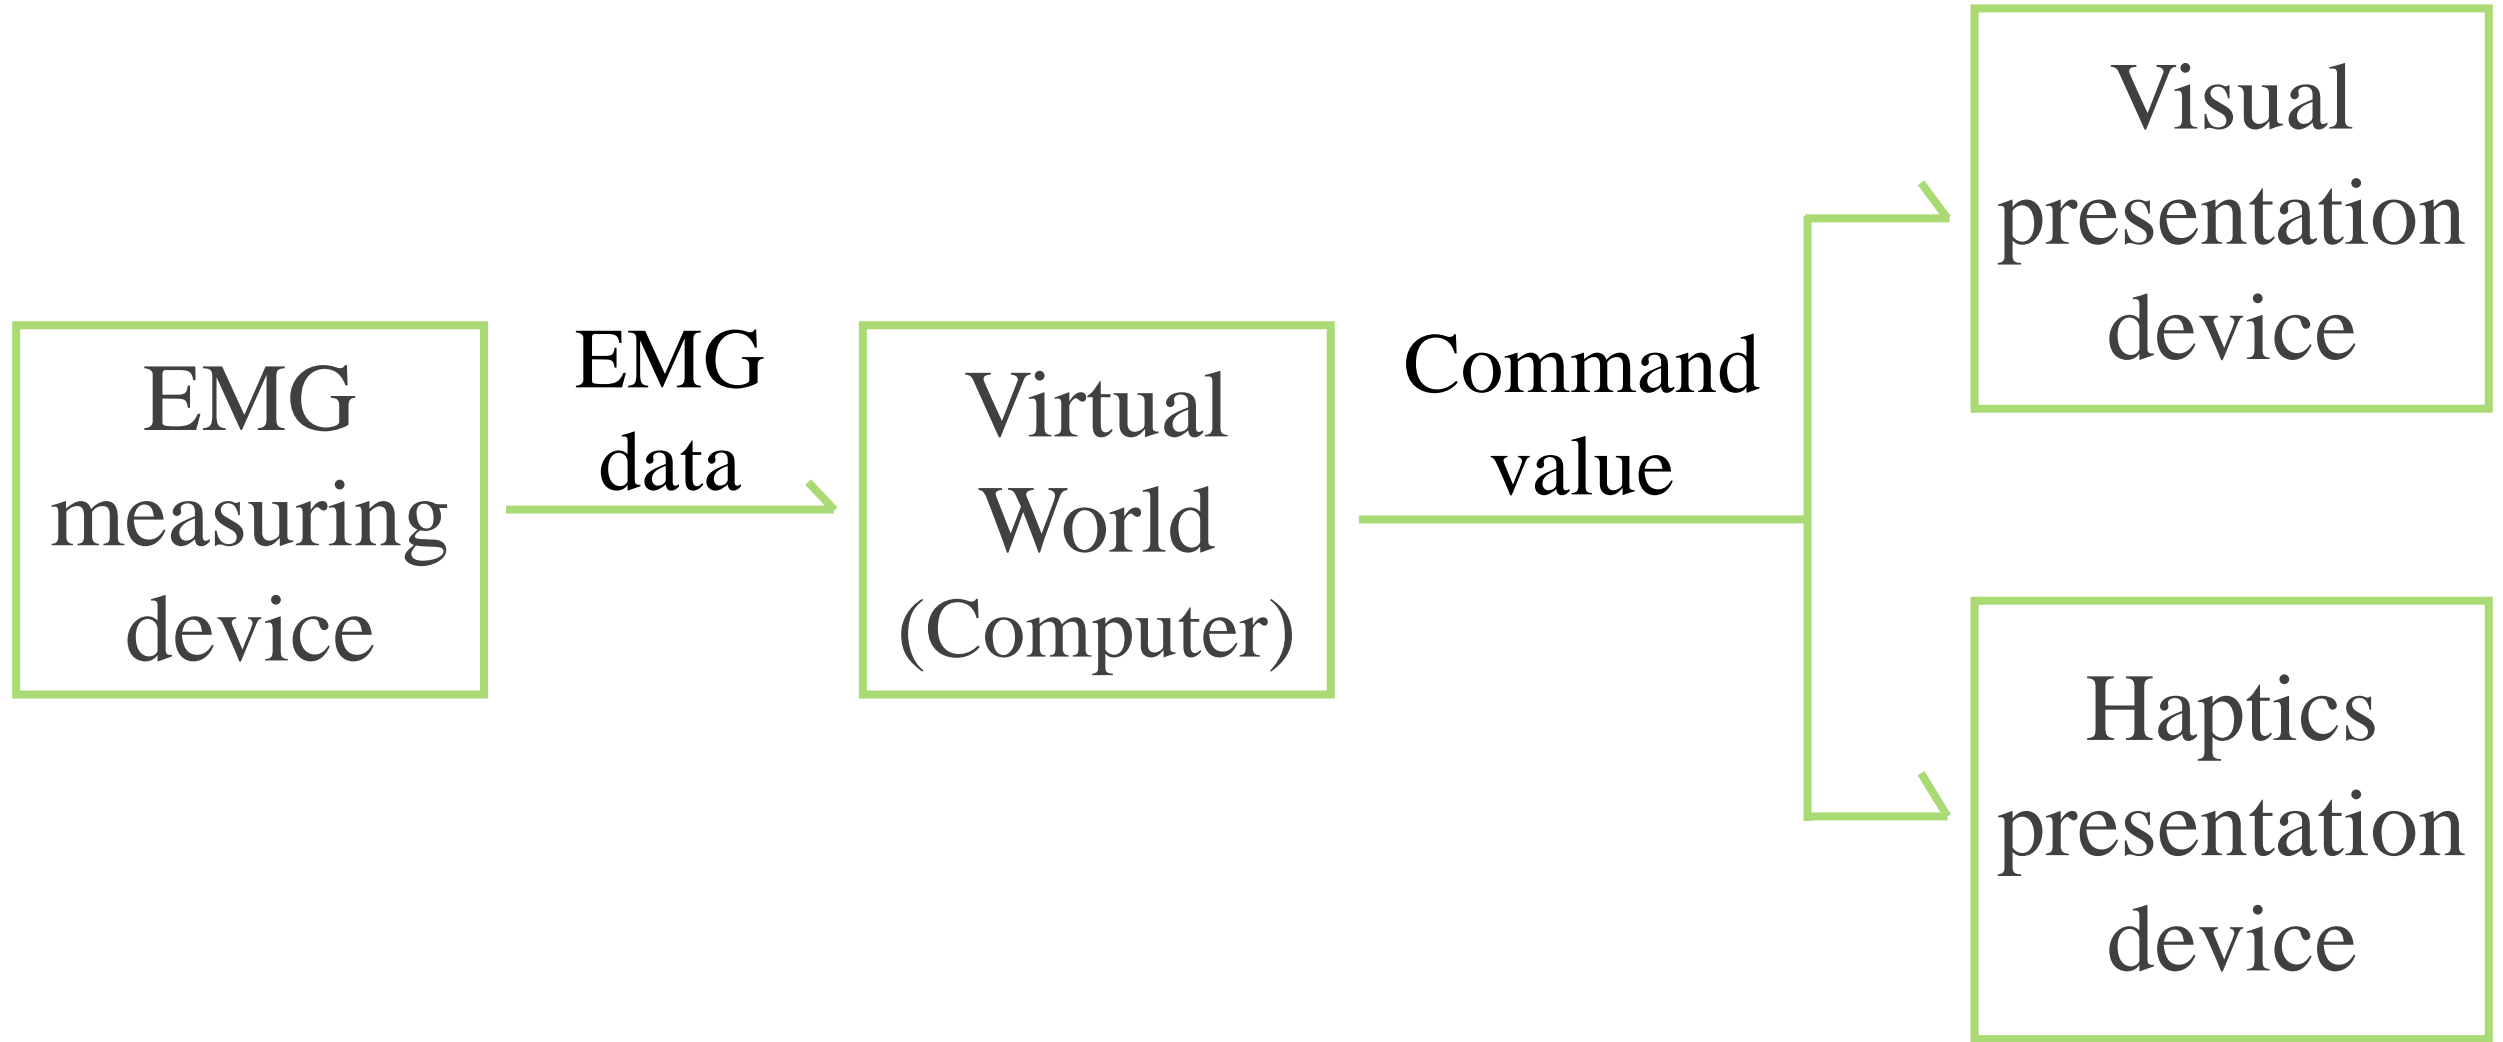 EMG
measuring
device
EMG
data
Virtual
World
(Computer)
Command
value
Visual
presentation
device
Haptics
presentation
device